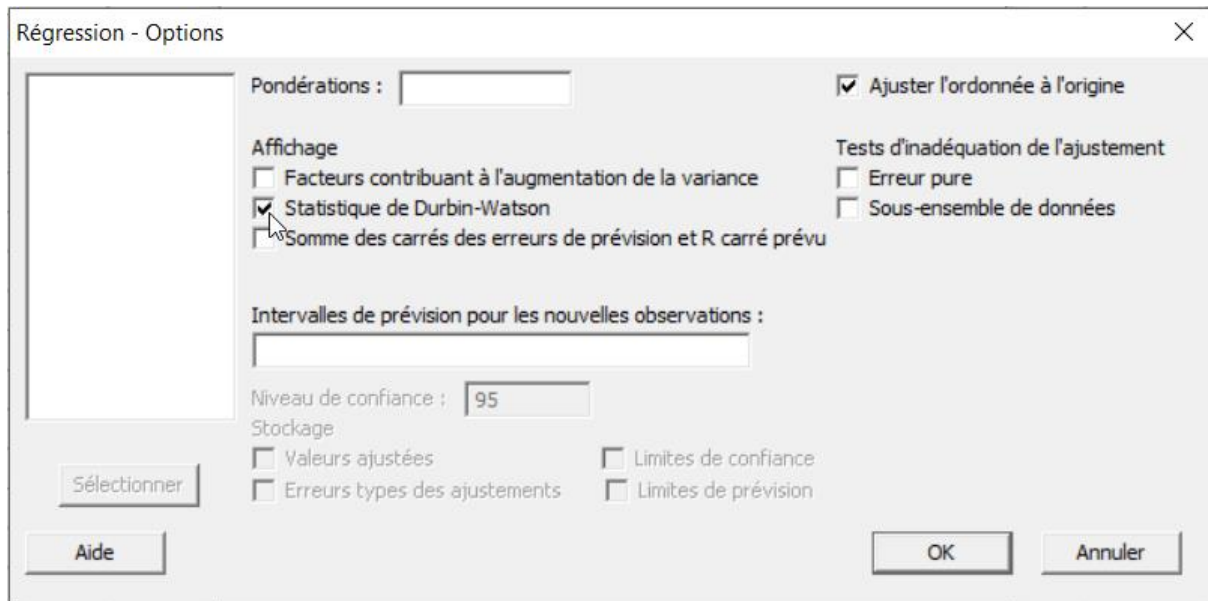 Régression - Options
Pondérations :
Ajuster l'ordonnée à l'origine
Affichage
Tests d'inadéquation de l'ajustement
Facteurs contribuant à l'augmentation de la variance
Erreur pure
Statistique de Durbin-Watson
Sous-ensemble de données
Somme des carrés des erreurs de prévision et R carré prévu
Intervalles de prévision pour les nouvelles observations :
Niveau de confiance : 95
Stockage
Valeurs ajustées
Limites de confiance
Sélectionner
Erreurs types des ajustements
Limites de prévision
Aide
OK
Annuler